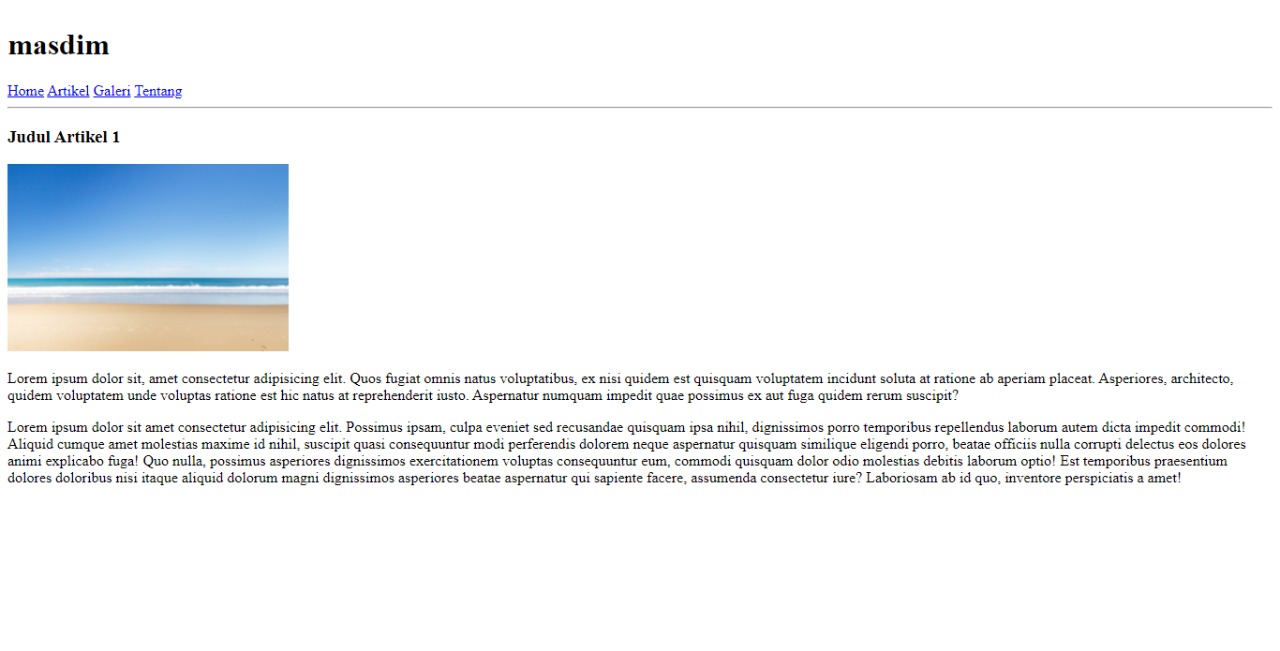 masdim
Home Artikel Galeri Tentang
Judul Artikel 1
Lorem ipsum dolor sit, amet consectetur adipisicing elit. Quos fugiat omnis natus voluptatibus, ex nisi quidem est quisquam voluptatem incidunt soluta at ratione ab aperiam placeat. Asperiores, architecto,
quidem voluptatem unde voluptas ratione est hic natus at reprehenderit iusto. Aspernatur numquam impedit quae possimus ex aut fuga quidem rerum suscipit?
Lorem ipsum dolor sit amet consectetur adipisicing elit. Possimus ipsam, culpa eveniet sed recusandae quisquam ipsa nihil, dignissimos porro temporibus repellendus laborum autem dicta impedit commodi!
Aliquid cumque amet molestias maxime id nihil, suscipit quasi consequuntur modi perferendis dolorem neque aspernatur quisquam similique eligendi porro, beatae officiis nulla corrupti delectus eos dolores
animi explicabo fuga! Quo nulla, possimus asperiores dignissimos exercitationem voluptas consequuntur eum, commodi quisquam dolor odio molestias debitis laborum optio! Est temporibus praesentium
dolores doloribus nisi itaque aliquid dolorum magni dignissimos asperiores beatae aspernatur qui sapiente facere, assumenda consectetur iure? Laboriosam ab id quo, inventore perspiciatis a amet!